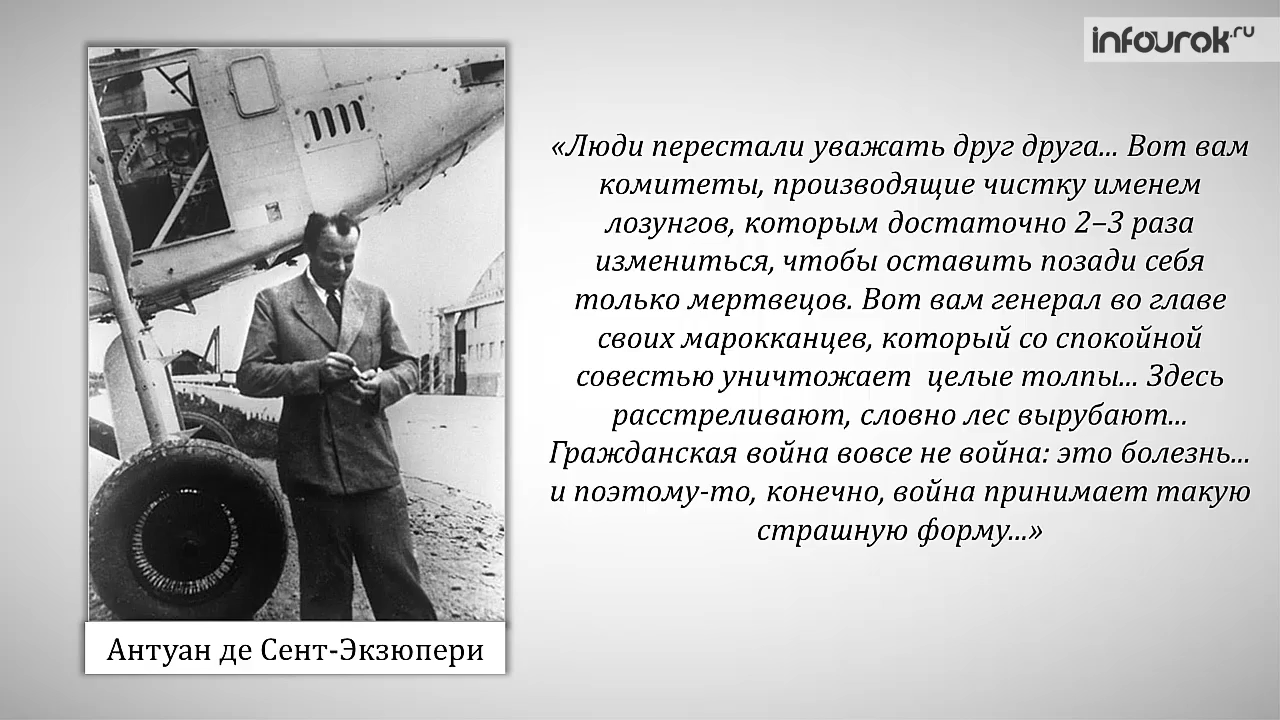 infourok.ru
«Люди перестали уважать друг друга... Вот вам
комитеты, производящие чистку именем
лозунгов, которым достаточно 2–3 раза
измениться, чтобы оставить позади себя
только мертвецов. Вот вам генерал во главе
своих марокканцев, который со спокойной
совестью уничтожает  целые толпы... Здесь
расстреливают, словно лес вырубают...
Гражданская война вовсе не война: это болезнь...
и поэтому-то, конечно, война принимает такую
страшную форму...»
Антуан де Сент-Экзюпери